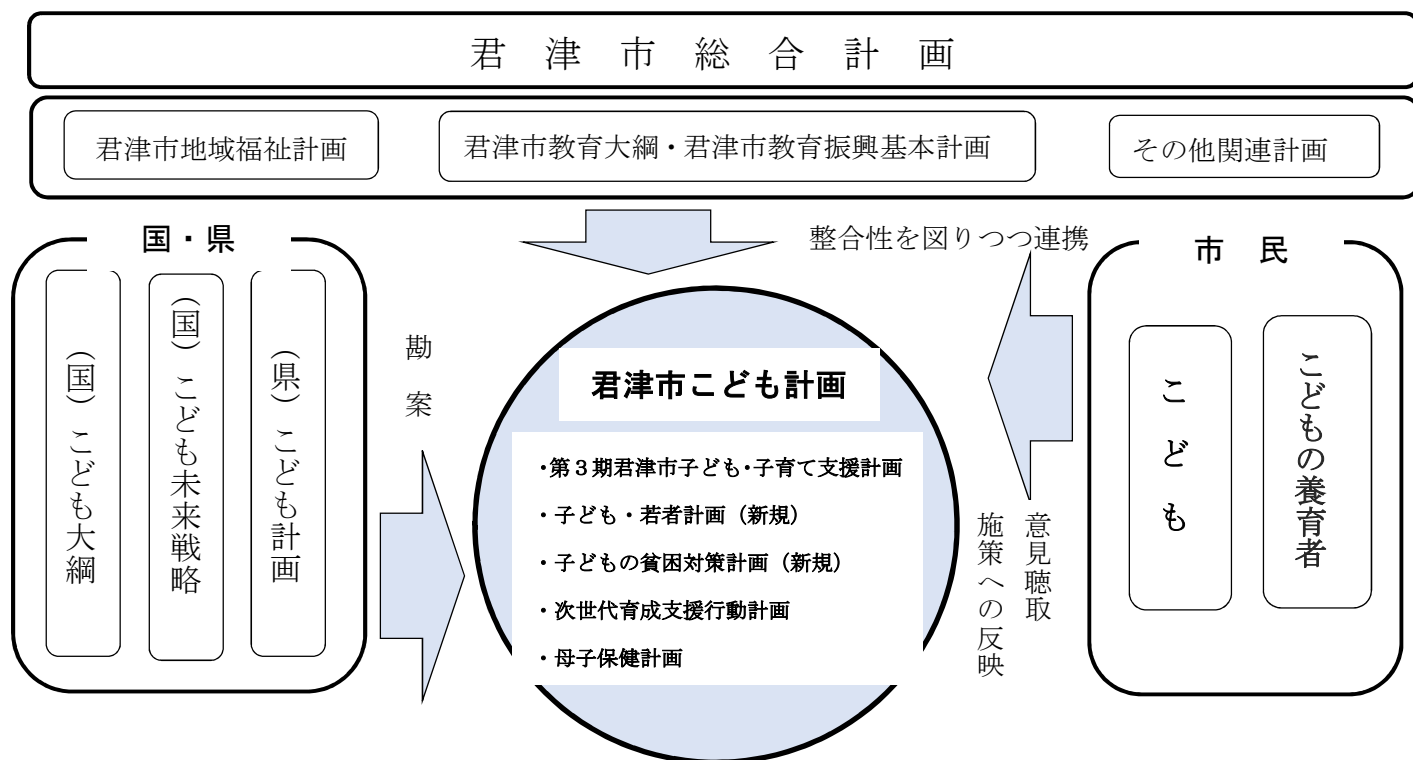 君津市総合計画
君津市地域福祉計画
君津市教育大綱・君津市教育振興基本計画
その他関連計画
整合性を図りつつ連携
国・県
(国)こども大綱
(国)こども未来戦略
(県)こども計画
勘案
君津市こども計画
・第3期君津市子ども・子育て支援計画
・子ども・若者計画(新規)
・子どもの貧困対策計画(新規)
・次世代育成支援行動計画
・母子保健計画
意見聴取
施策への反映
市民
こども
こどもの養育者